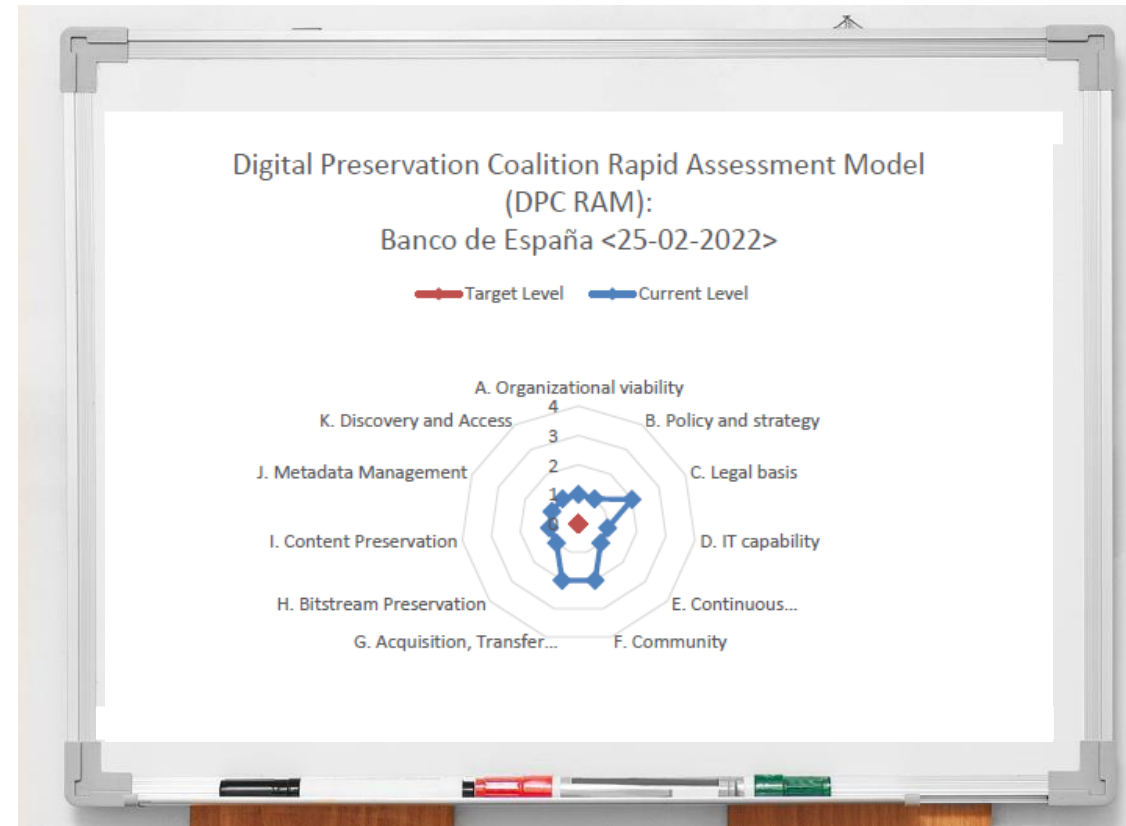 Digital Preservation Coalition Rapid Assessment Model
(DPC RAM):
Banco de España <25-02-2022>
Target Level Current Level
A. Organizational viability
B. Policy and strategy
C. Legal basis
D. IT capability
E. Continuous...
F. Community
G. Acquisition, Transfer...
H. Bitstream Preservation
I. Content Preservation
J. Metadata Management
K. Discovery and Access
4
3
2
1
0